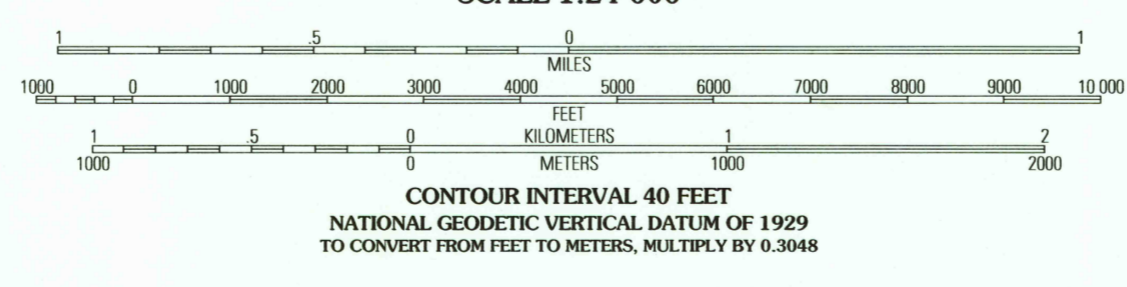 1 .5 0 1
MILES
1000 0 1000 2000 3000 4000 5000 6000 7000 8000 9000 10 000
FEET
1 .5 0 KILOMETERS 1 2
1000 0 METERS 1000 2000
CONTOUR INTERVAL 40 FEET
NATIONAL GEODETIC VERTICAL DATUM OF 1929
TO CONVERT FROM FEET TO METERS, MULTIPLY BY 0.3048